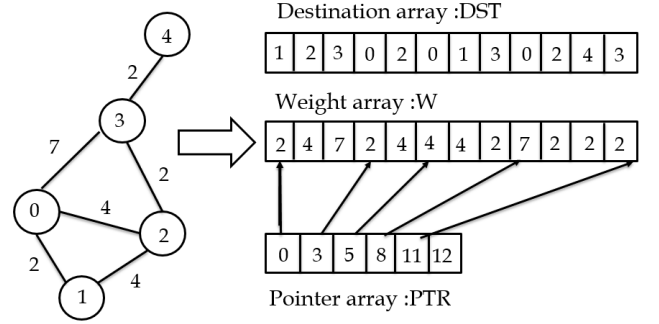 Destination array :DST
1 2 3 0 2 0 1 3 0 2 4 3
Weight array :W
2 4 7 2 4 4 4 2 7 2 2 2
0 3 5 8 11 12
Pointer array :PTR
4
2
3
7
2
0
4
2
2
4
1